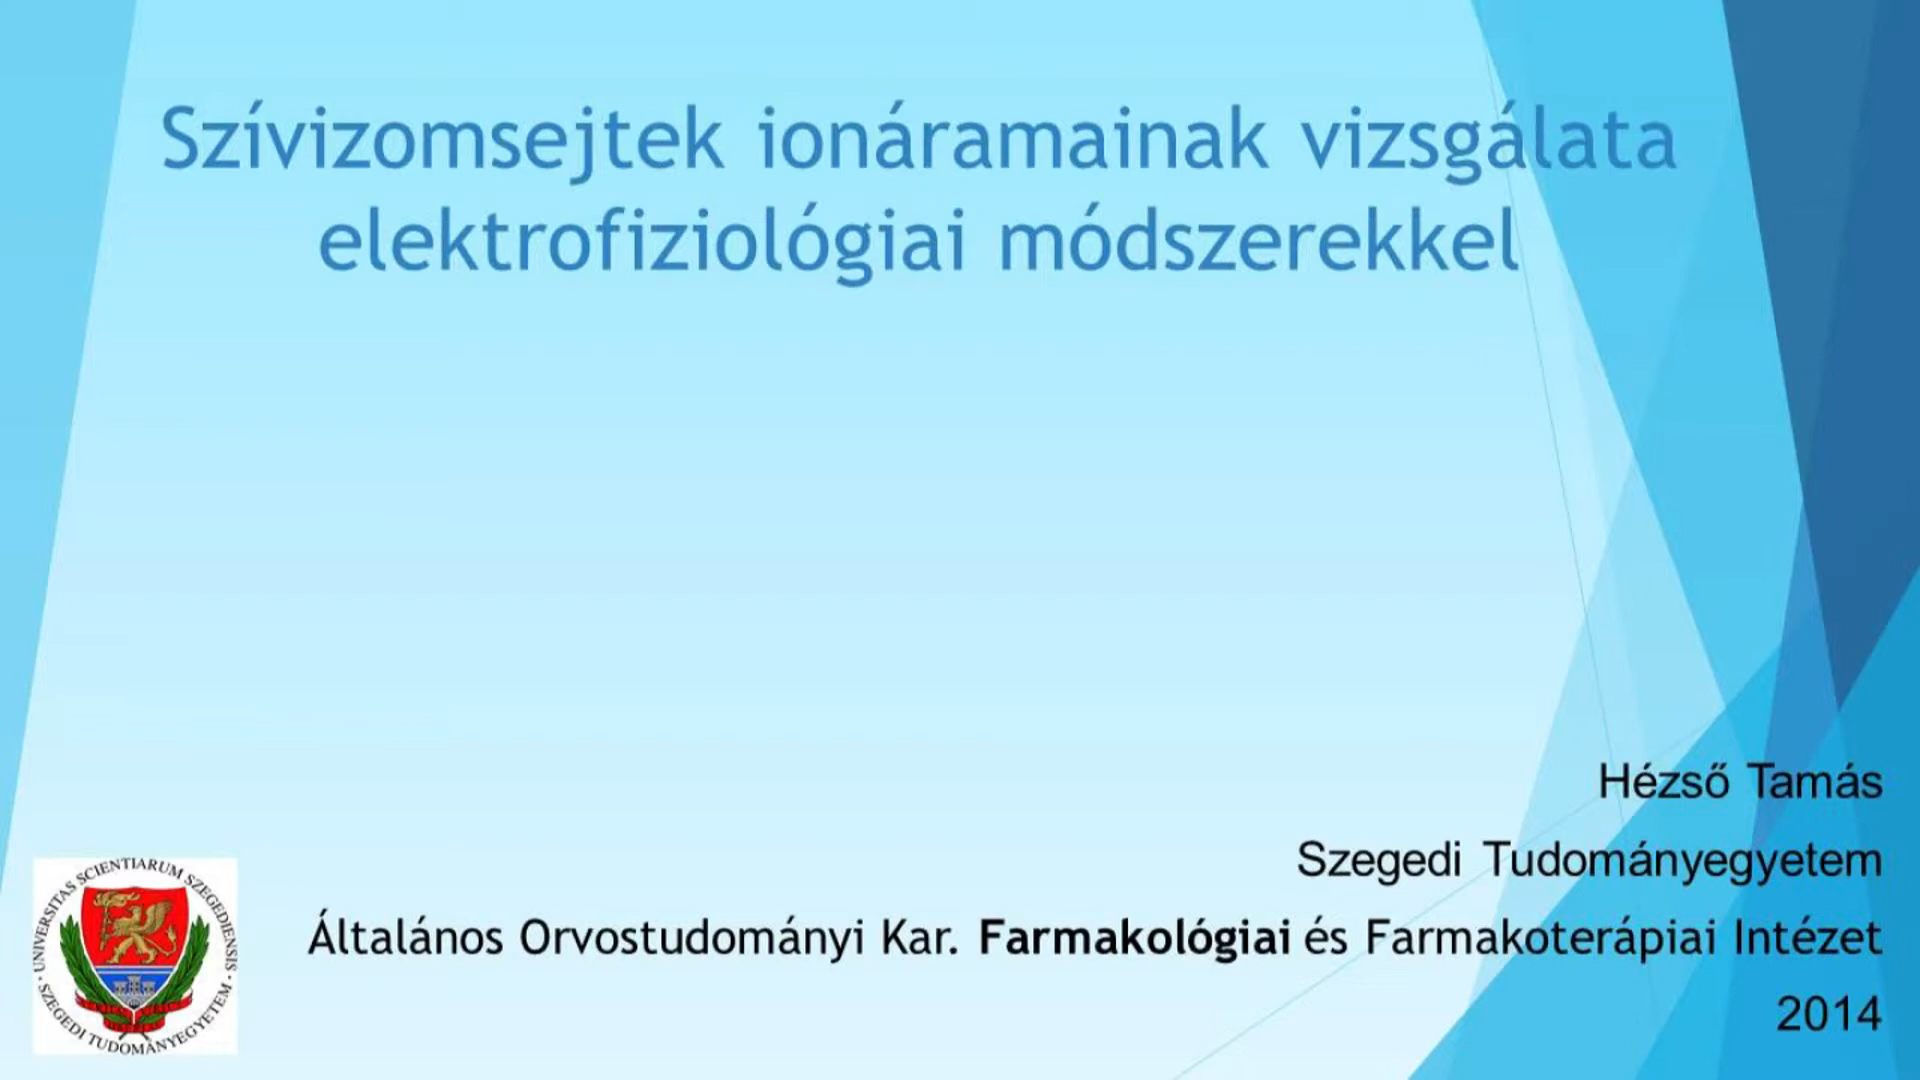 Szívizomsejtek ionáramainak vizsgálata
elektrofiziológiai módszerekkel
Hézső Tamás
Szegedi Tudományegyetem
Általános Orvostudományi Kar. Farmakológiai és Farmakoterápiai Intézet
2014
UNIVERSITAS SCIENTIARUM SZEGEDIENSIS
SZEGEDI TUDOMÁNYEGYETEM